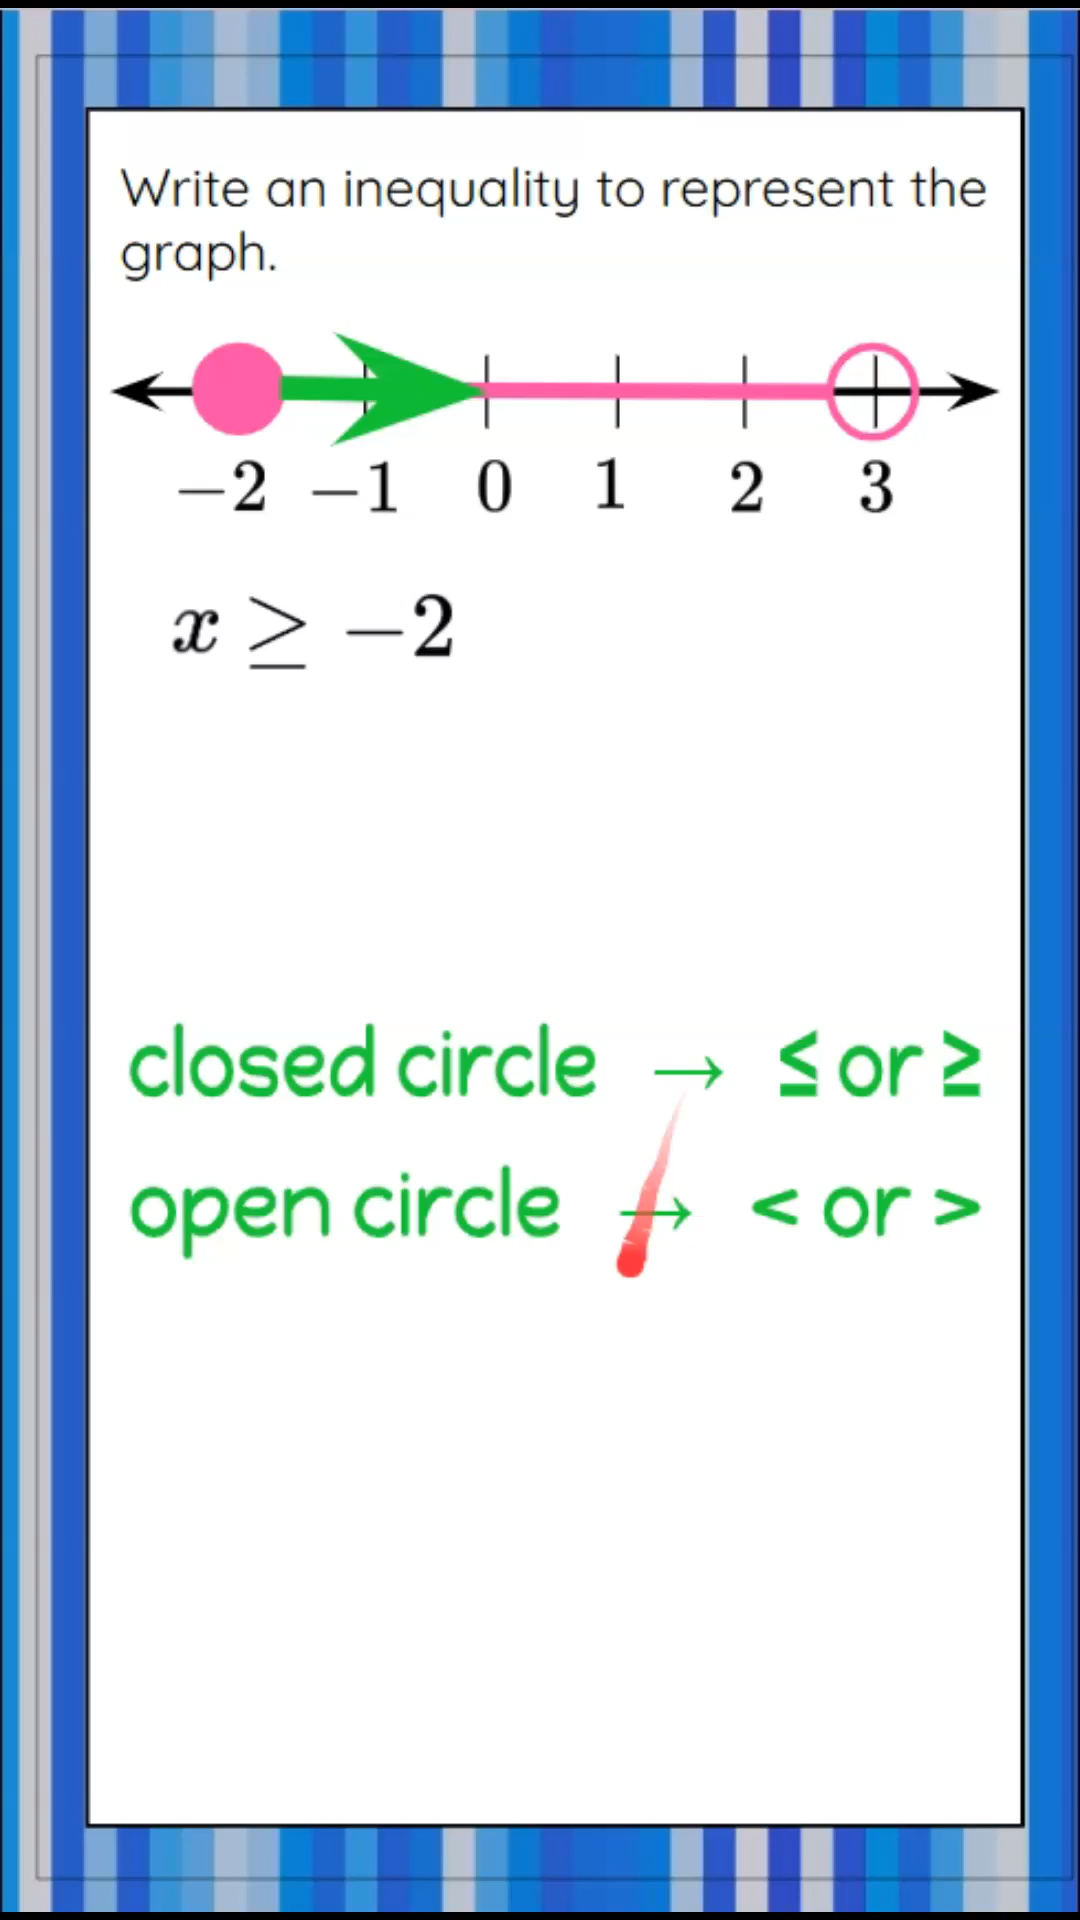 Write an inequality to represent the
graph.
−2 −1 0 1 2 3
x ≥ −2
closed circle → ≤ or ≥
open circle → < or >